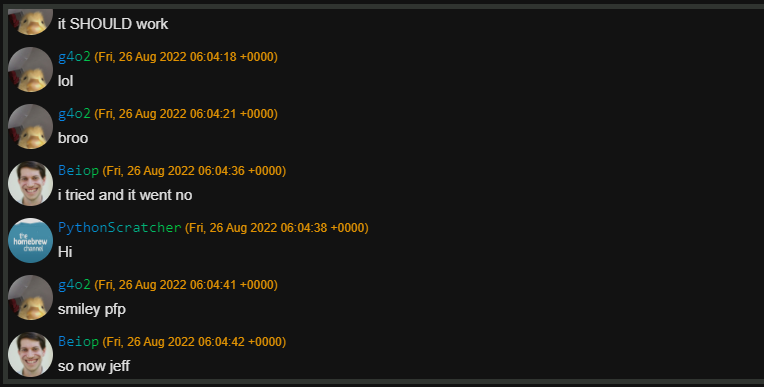 it SHOULD work
g4o2 (Fri, 26 Aug 2022 06:04:18 +0000)
lol
g4o2 (Fri, 26 Aug 2022 06:04:21 +0000)
broo
Beiop (Fri, 26 Aug 2022 06:04:36 +0000)
i tried and it went no
PythonScratcher (Fri, 26 Aug 2022 06:04:38 +0000)
the
homebrew
channel
Hi
g4o2 (Fri, 26 Aug 2022 06:04:41 +0000)
smiley pfp
Beiop (Fri, 26 Aug 2022 06:04:42 +0000)
so now jeff